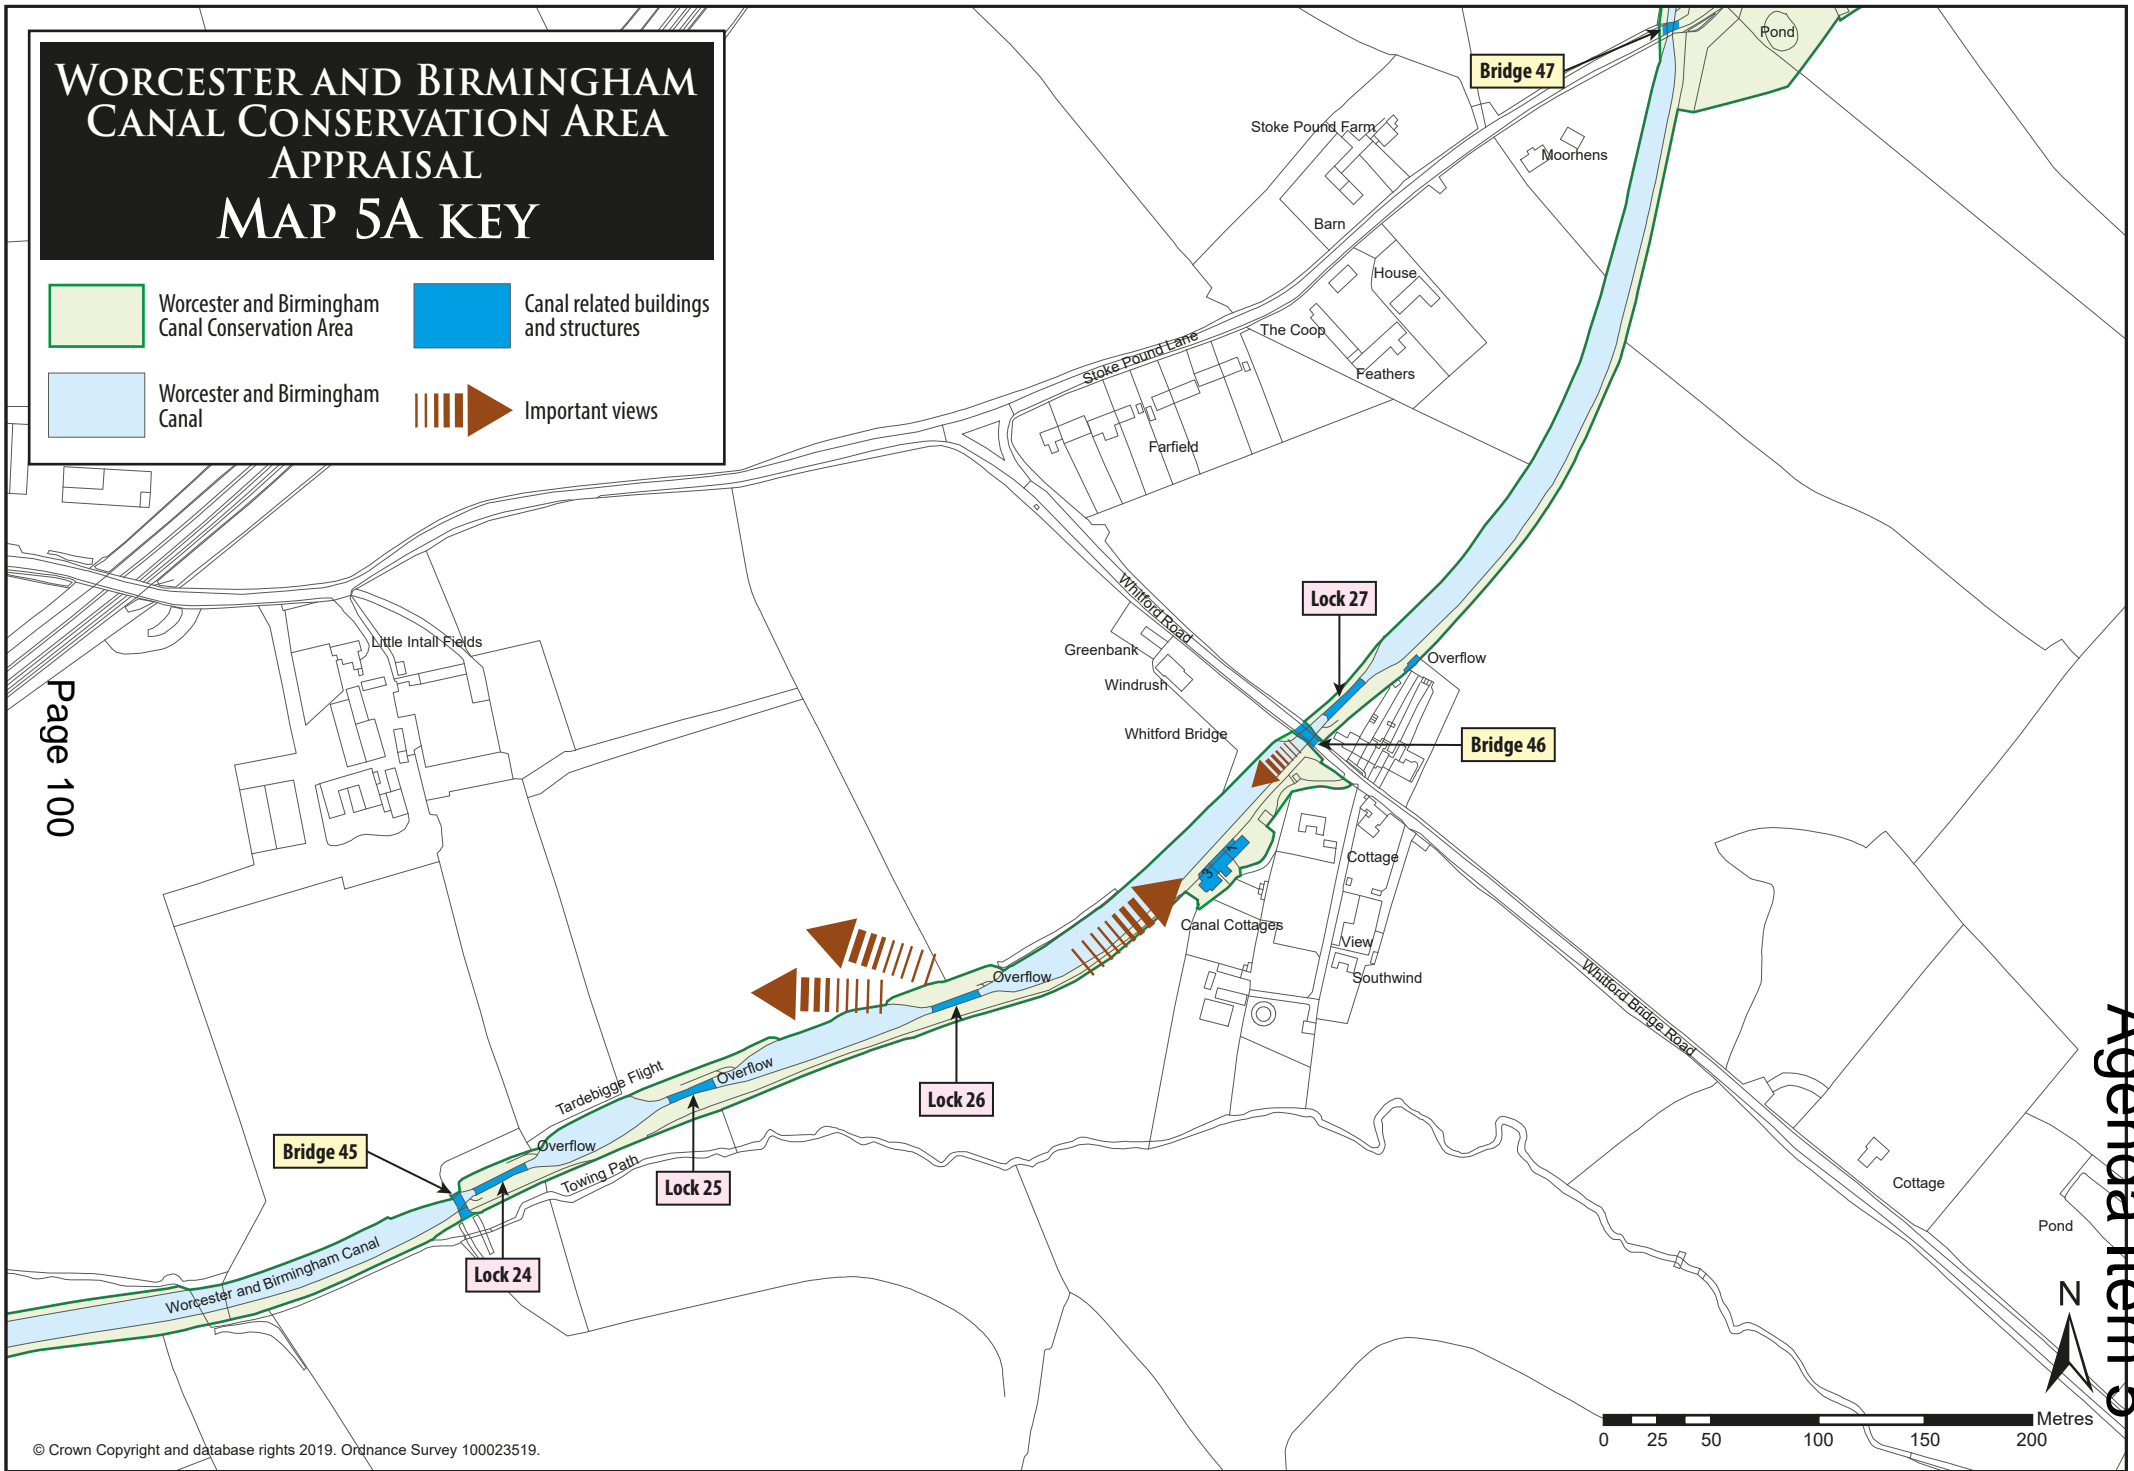 WORCESTER AND BIRMINGHAM
CANAL CONSERVATION AREA
APPRAISAL
MAP 5A KEY
Worcester and Birmingham
Canal Conservation Area
Canal related buildings
and structures
Worcester and Birmingham
Canal
Important views
Bridge 47
Pond
Stoke Pound Farm
Moorhens
Barn
House
The Coop
Stoke Pound Lane
Feathers
Farfield
Whitford Road
Lock 27
Little Intall Fields
Greenbank
Overflow
Windrush
Whitford Bridge
Bridge 46
Page 100
1
3
Cottage
Canal Cottages
View
Southwind
Overflow
Whitford Bridge Road
Lock 26
Overflow
Tardebigge Flight
Overflow
Bridge 45
Towing Path
Lock 25
Cottage
Pond
Worcester and Birmingham Canal
Lock 24
Agenda Item 5
N
Metres
0 25 50 100 150 200
© Crown Copyright and database rights 2019. Ordnance Survey 100023519.